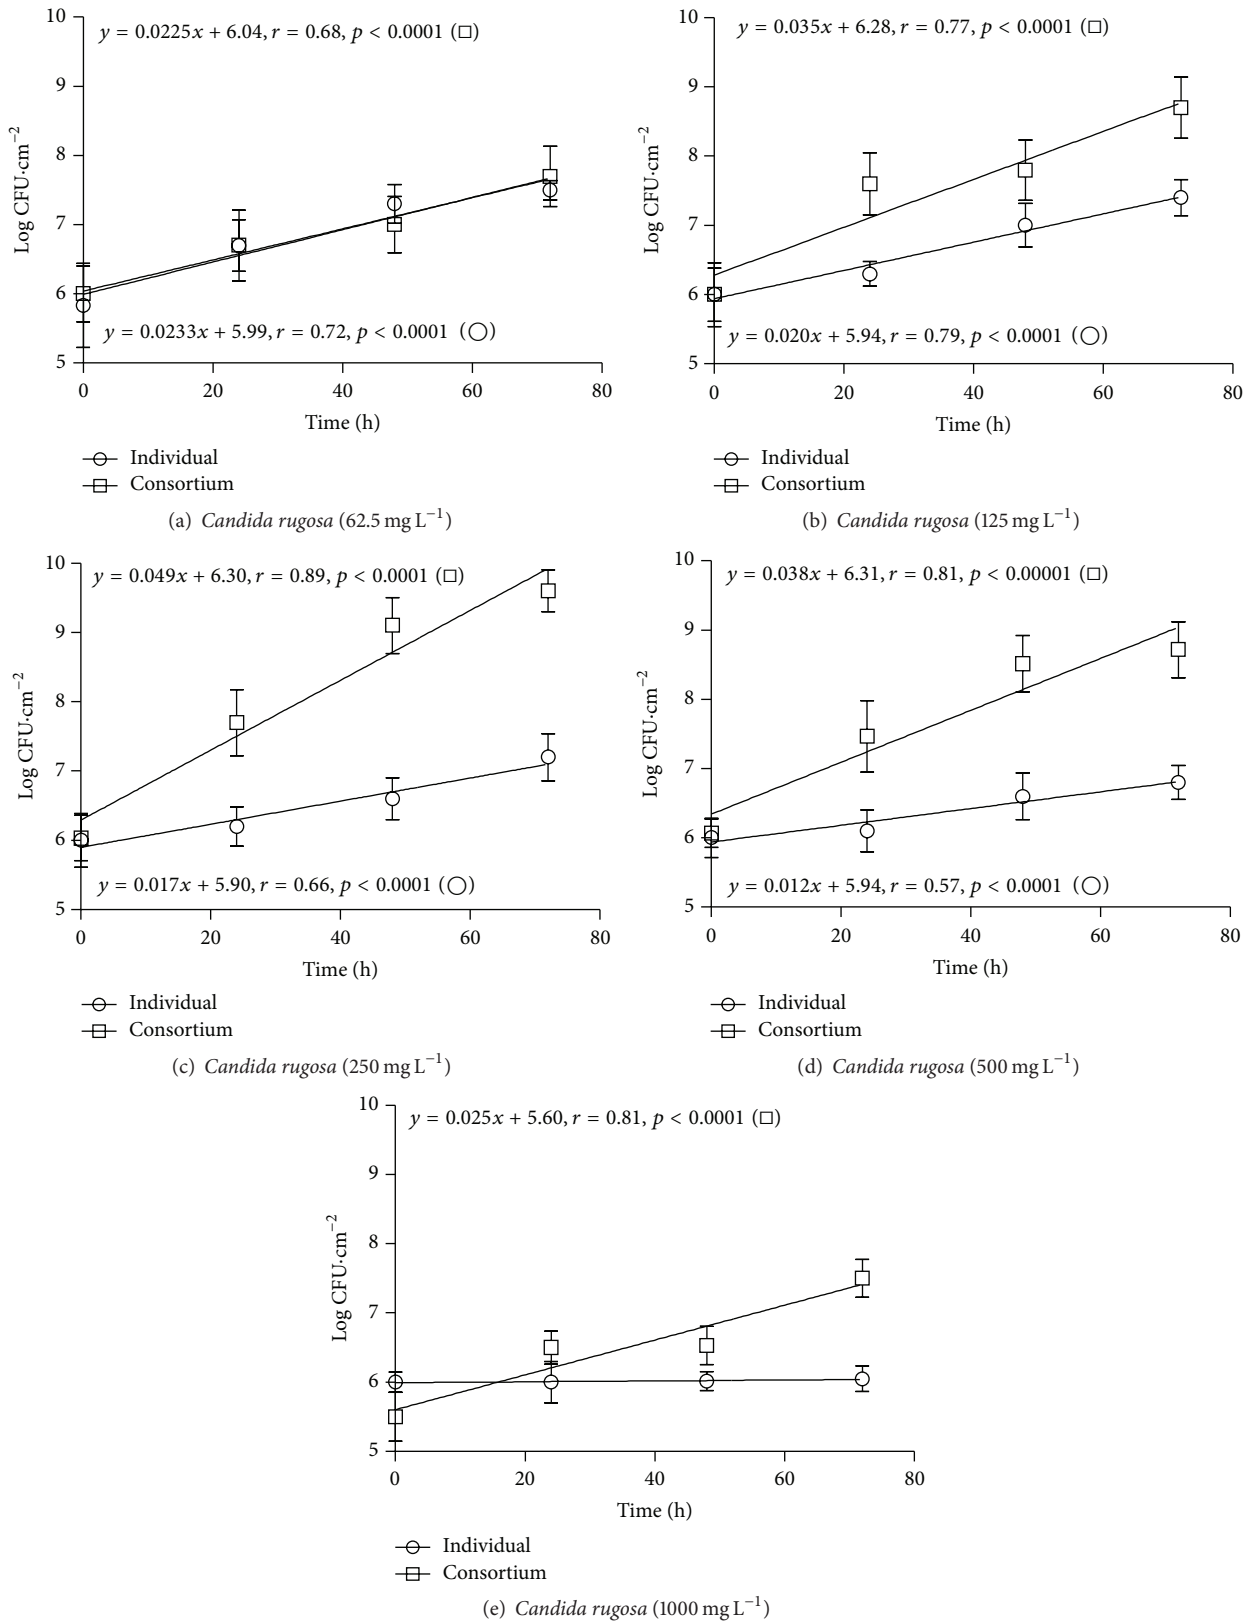 y = 0.0225x + 6.04, r = 0.68, p < 0.0001 (□)
10
9
8
7
6
5
Log CFU·cm⁻²
y = 0.0233x + 5.99, r = 0.72, p < 0.0001 (○)
0 20 40 60 80
Time (h)
Individual
Consortium
(a) Candida rugosa (62.5 mg L⁻¹)
y = 0.035x + 6.28, r = 0.77, p < 0.0001 (□)
10
9
8
7
6
5
Log CFU·cm⁻²
y = 0.020x + 5.94, r = 0.79, p < 0.0001 (○)
0 20 40 60 80
Time (h)
Individual
Consortium
(b) Candida rugosa (125 mg L⁻¹)
y = 0.049x + 6.30, r = 0.89, p < 0.0001 (□)
10
9
8
7
6
5
Log CFU·cm⁻²
y = 0.017x + 5.90, r = 0.66, p < 0.0001 (○)
0 20 40 60 80
Time (h)
Individual
Consortium
(c) Candida rugosa (250 mg L⁻¹)
y = 0.038x + 6.31, r = 0.81, p < 0.00001 (□)
10
9
8
7
6
5
Log CFU·cm⁻²
y = 0.012x + 5.94, r = 0.57, p < 0.0001 (○)
0 20 40 60 80
Time (h)
Individual
Consortium
(d) Candida rugosa (500 mg L⁻¹)
y = 0.025x + 5.60, r = 0.81, p < 0.0001 (□)
10
9
8
7
6
5
Log CFU·cm⁻²
0 20 40 60 80
Time (h)
Individual
Consortium
(e) Candida rugosa (1000 mg L⁻¹)